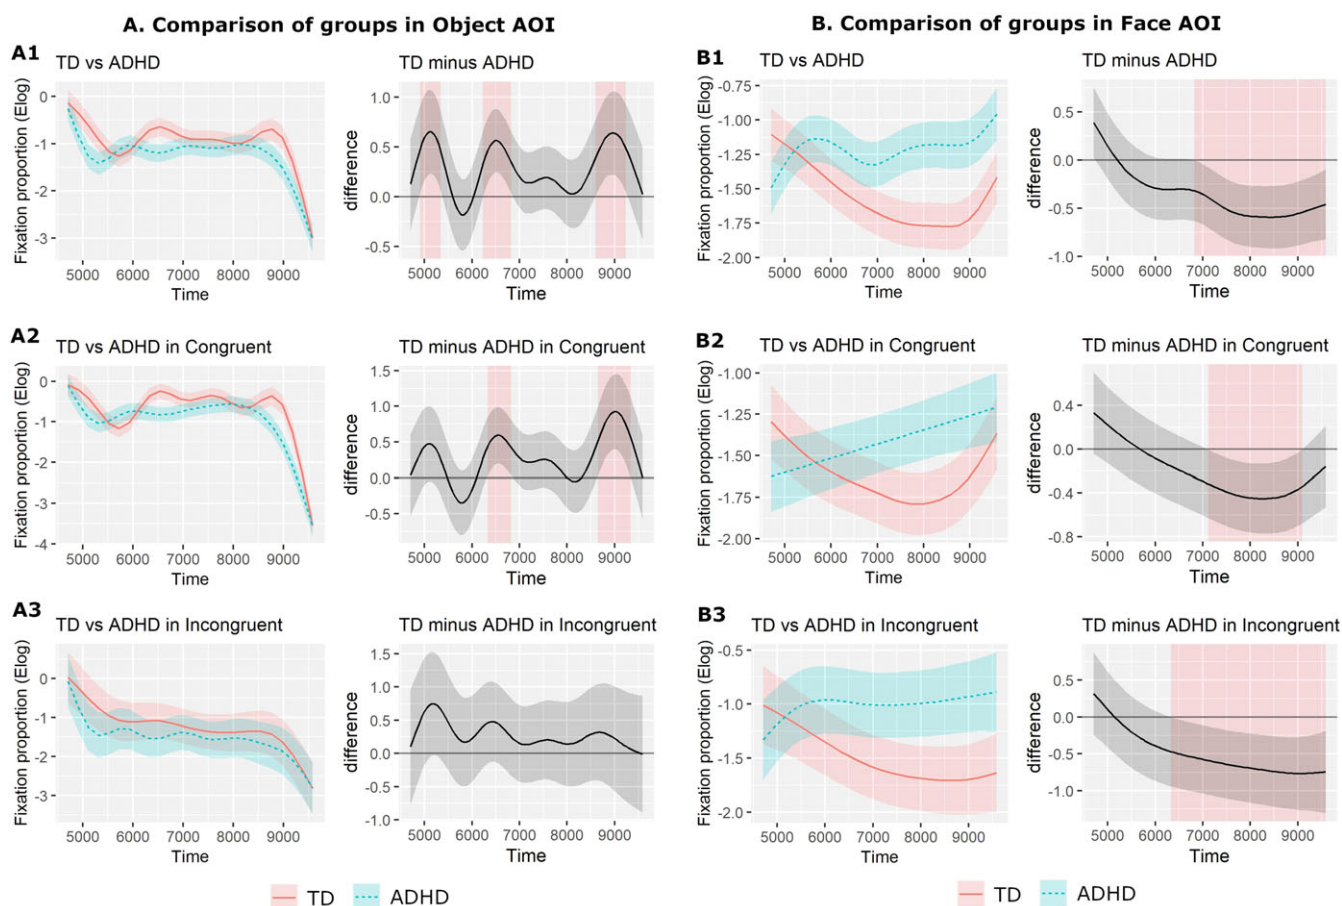 A. Comparison of groups in Object AOI
A1
TD vs ADHD
Fixation proportion (Elog)
0
-1
-2
-3
5000 6000 7000 8000 9000
Time
TD minus ADHD
difference
1.0
0.5
0.0
-0.5
5000 6000 7000 8000 9000
Time
A2
TD vs ADHD in Congruent
Fixation proportion (Elog)
0
-1
-2
-3
-4
5000 6000 7000 8000 9000
Time
TD minus ADHD in Congruent
difference
1.5
1.0
0.5
0.0
-0.5
5000 6000 7000 8000 9000
Time
A3
TD vs ADHD in Incongruent
Fixation proportion (Elog)
0
-1
-2
-3
5000 6000 7000 8000 9000
Time
TD minus ADHD in Incongruent
difference
1.5
1.0
0.5
0.0
-0.5
-1.0
5000 6000 7000 8000 9000
Time
TD ADHD
B. Comparison of groups in Face AOI
B1
TD vs ADHD
Fixation proportion (Elog)
-0.75
-1.00
-1.25
-1.50
-1.75
-2.00
5000 6000 7000 8000 9000
Time
TD minus ADHD
difference
0.5
0.0
-0.5
-1.0
5000 6000 7000 8000 9000
Time
B2
TD vs ADHD in Congruent
Fixation proportion (Elog)
-1.00
-1.25
-1.50
-1.75
-2.00
5000 6000 7000 8000 9000
Time
TD minus ADHD in Congruent
difference
0.4
0.0
-0.4
-0.8
5000 6000 7000 8000 9000
Time
B3
TD vs ADHD in Incongruent
Fixation proportion (Elog)
-0.5
-1.0
-1.5
-2.0
5000 6000 7000 8000 9000
Time
TD minus ADHD in Incongruent
difference
0.5
0.0
-0.5
-1.0
5000 6000 7000 8000 9000
Time
TD ADHD